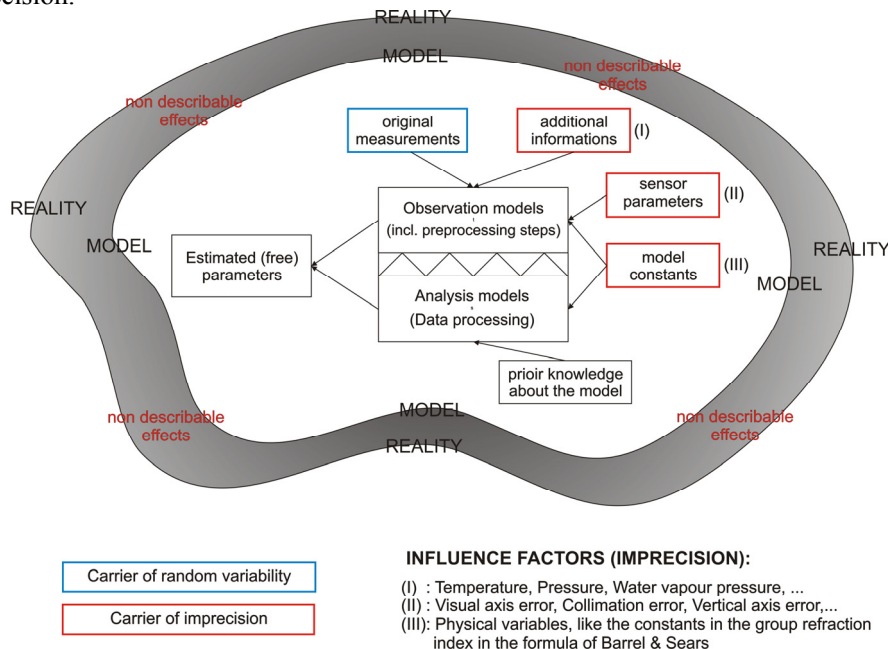 cision.
REALITY
MODEL
non describable
effects
non describable
effects
original
measurements
additional
informations
(I)
sensor
parameters
(II)
REALITY
MODEL
Observation models
(incl. preprocessing steps)
Estimated (free)
parameters
model
constants
(III)
REALITY
MODEL
Analysis models
(Data processing)
prioir knowledge
about the model
non describable
effects
MODEL
REALITY
non describable
effects
Carrier of random variability
Carrier of imprecision
INFLUENCE FACTORS (IMPRECISION):
(I) : Temperature, Pressure, Water vapour pressure, ...
(II) : Visual axis error, Collimation error, Vertical axis error,...
(III): Physical variables, like the constants in the group refraction
index in the formula of Barrel & Sears